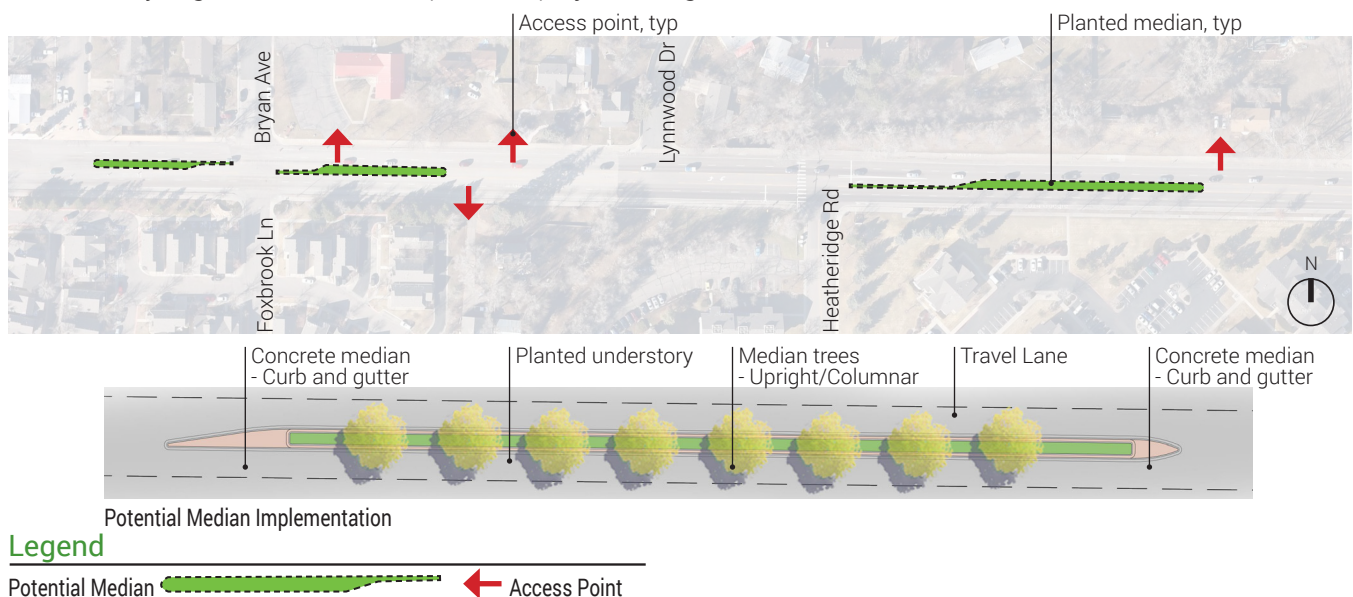 Access point, typ
Planted median, typ
Bryan Ave
Lynnwood Dr
Foxbrook Ln
Heatheridge Rd
N
Concrete median
- Curb and gutter
Planted understory
Median trees
- Upright/Columnar
Travel Lane
Concrete median
- Curb and gutter
Potential Median Implementation
Legend
Potential Median
Access Point